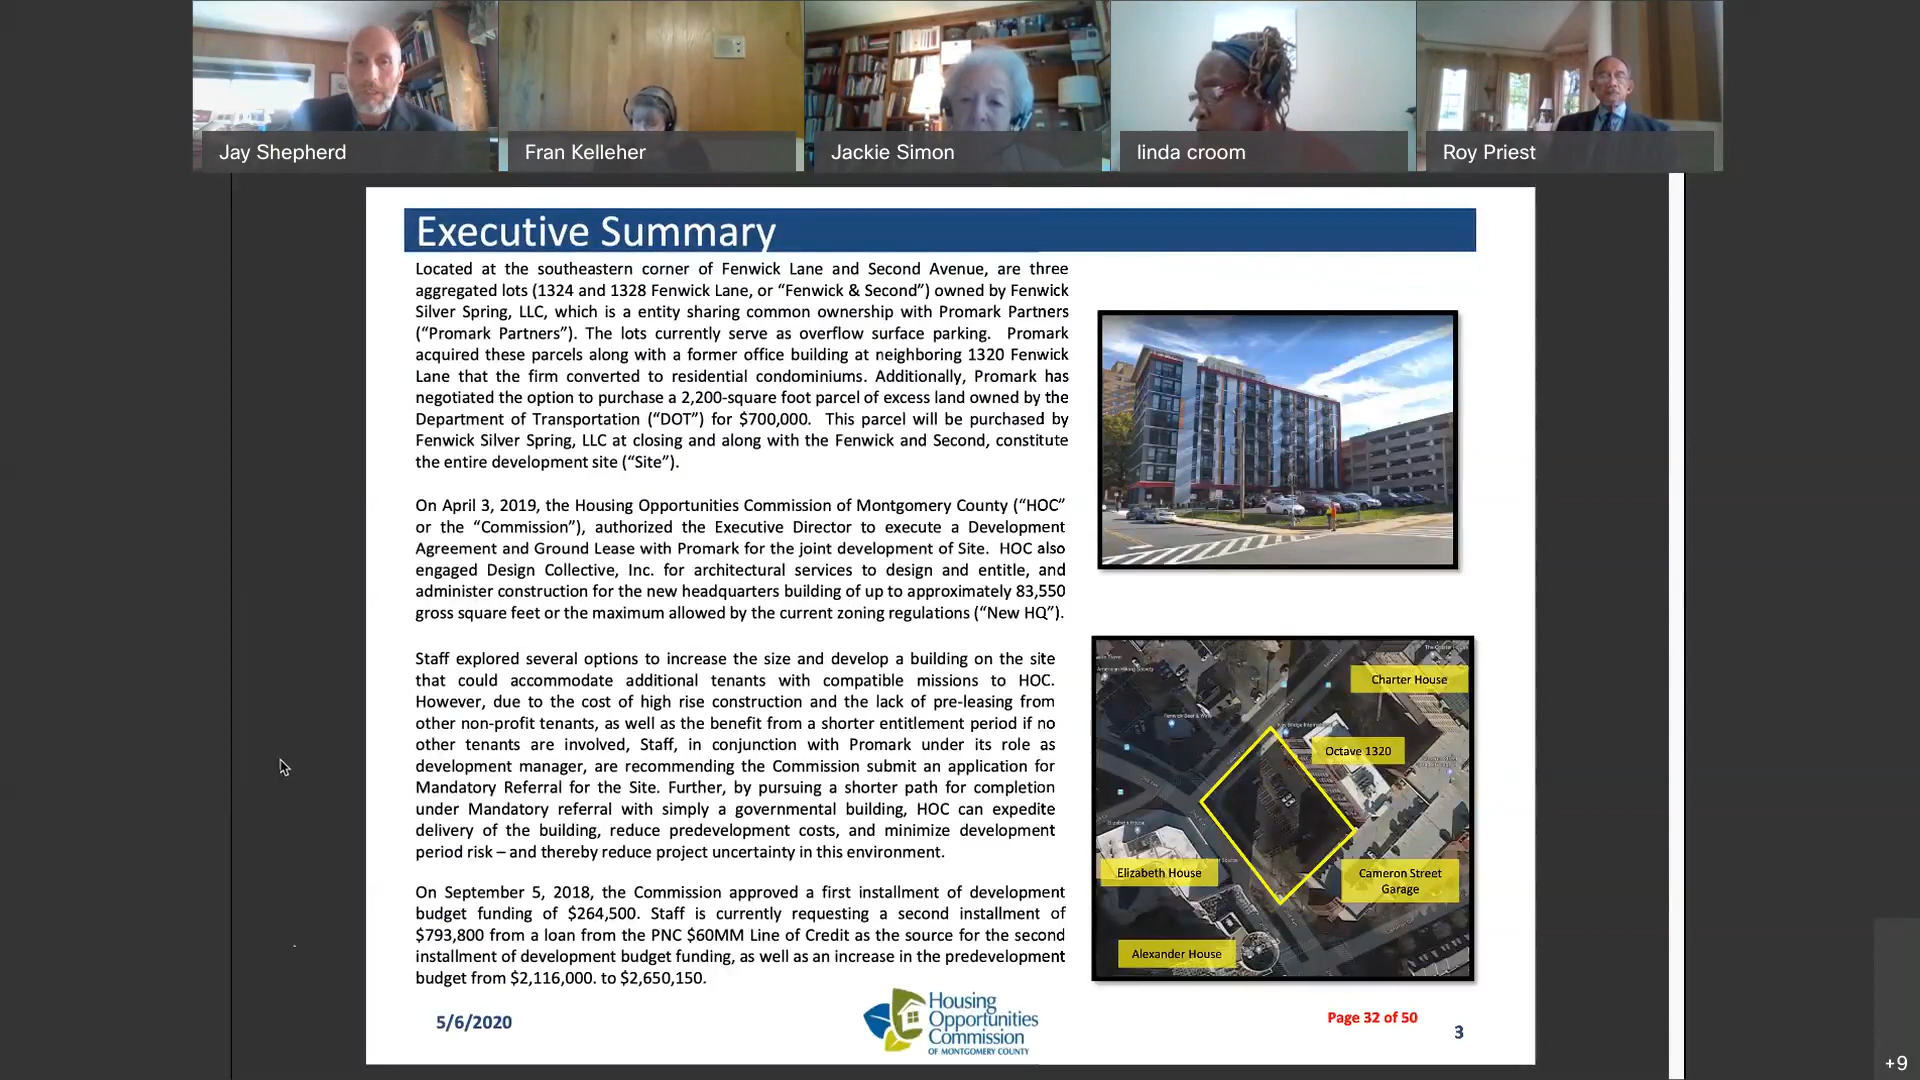 Jay Shepherd
Fran Kelleher
Jackie Simon
linda croom
Roy Priest
Executive Summary
Located at the southeastern corner of Fenwick Lane and Second Avenue, are three
aggregated lots (1324 and 1328 Fenwick Lane, or “Fenwick & Second”) owned by Fenwick
Silver Spring, LLC, which is a entity sharing common ownership with Promark Partners
(“Promark Partners”). The lots currently serve as overflow surface parking. Promark
acquired these parcels along with a former office building at neighboring 1320 Fenwick
Lane that the firm converted to residential condominiums. Additionally, Promark has
negotiated the option to purchase a 2,200-square foot parcel of excess land owned by the
Department of Transportation (“DOT”) for $700,000. This parcel will be purchased by
Fenwick Silver Spring, LLC at closing and along with the Fenwick and Second, constitute
the entire development site (“Site”).
On April 3, 2019, the Housing Opportunities Commission of Montgomery County (“HOC”
or the “Commission”), authorized the Executive Director to execute a Development
Agreement and Ground Lease with Promark for the joint development of Site. HOC also
engaged Design Collective, Inc. for architectural services to design and entitle, and
administer construction for the new headquarters building of up to approximately 83,550
gross square feet or the maximum allowed by the current zoning regulations (“New HQ”).
Staff explored several options to increase the size and develop a building on the site
that could accommodate additional tenants with compatible missions to HOC.
However, due to the cost of high rise construction and the lack of pre-leasing from
other non-profit tenants, as well as the benefit from a shorter entitlement period if no
other tenants are involved, Staff, in conjunction with Promark under its role as
development manager, are recommending the Commission submit an application for
Mandatory Referral for the Site. Further, by pursuing a shorter path for completion
under Mandatory referral with simply a governmental building, HOC can expedite
delivery of the building, reduce predevelopment costs, and minimize development
period risk – and thereby reduce project uncertainty in this environment.
On September 5, 2018, the Commission approved a first installment of development
budget funding of $264,500. Staff is currently requesting a second installment of
$793,800 from a loan from the PNC $60MM Line of Credit as the source for the second
installment of development budget funding, as well as an increase in the predevelopment
budget from $2,116,000. to $2,650,150.
Charter House
Octave 1320
Elizabeth House
Cameron Street
Garage
Alexander House
5/6/2020
Housing
Opportunities
Commission
OF MONTGOMERY COUNTY
Page 32 of 50
3
+9